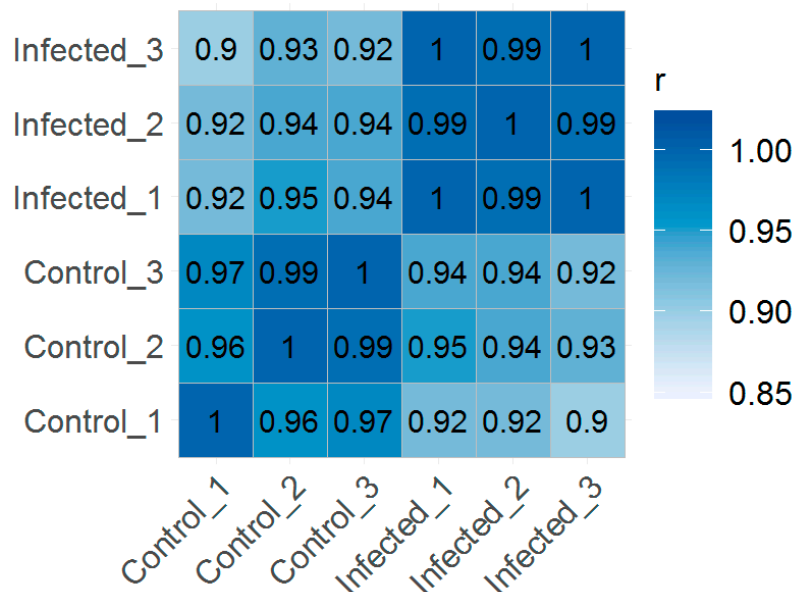 Infected_3 0.9 0.93 0.92 1 0.99 1
Infected_2 0.92 0.94 0.94 0.99 1 0.99
Infected_1 0.92 0.95 0.94 1 0.99 1
Control_3 0.97 0.99 1 0.94 0.94 0.92
Control_2 0.96 1 0.99 0.95 0.94 0.93
Control_1 1 0.96 0.97 0.92 0.92 0.9
Control_1 Control_2 Control_3 Infected_1 Infected_2 Infected_3
r
1.00
0.95
0.90
0.85